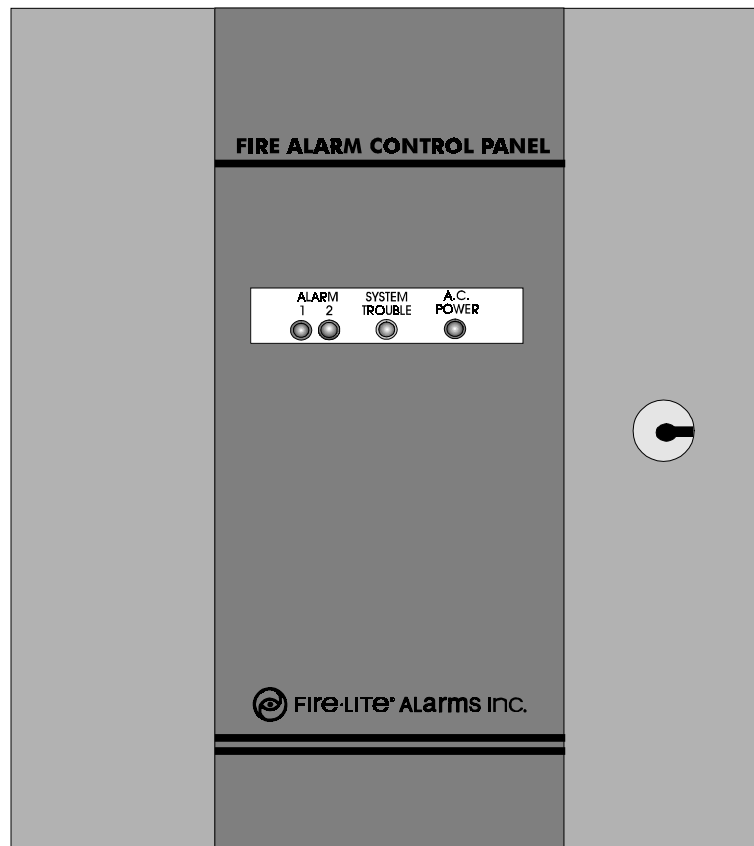 FIRE ALARM CONTROL PANEL
ALARM
1 2
SYSTEM
TROUBLE
A.C.
POWER
FIre•LITe® ALarms Inc.